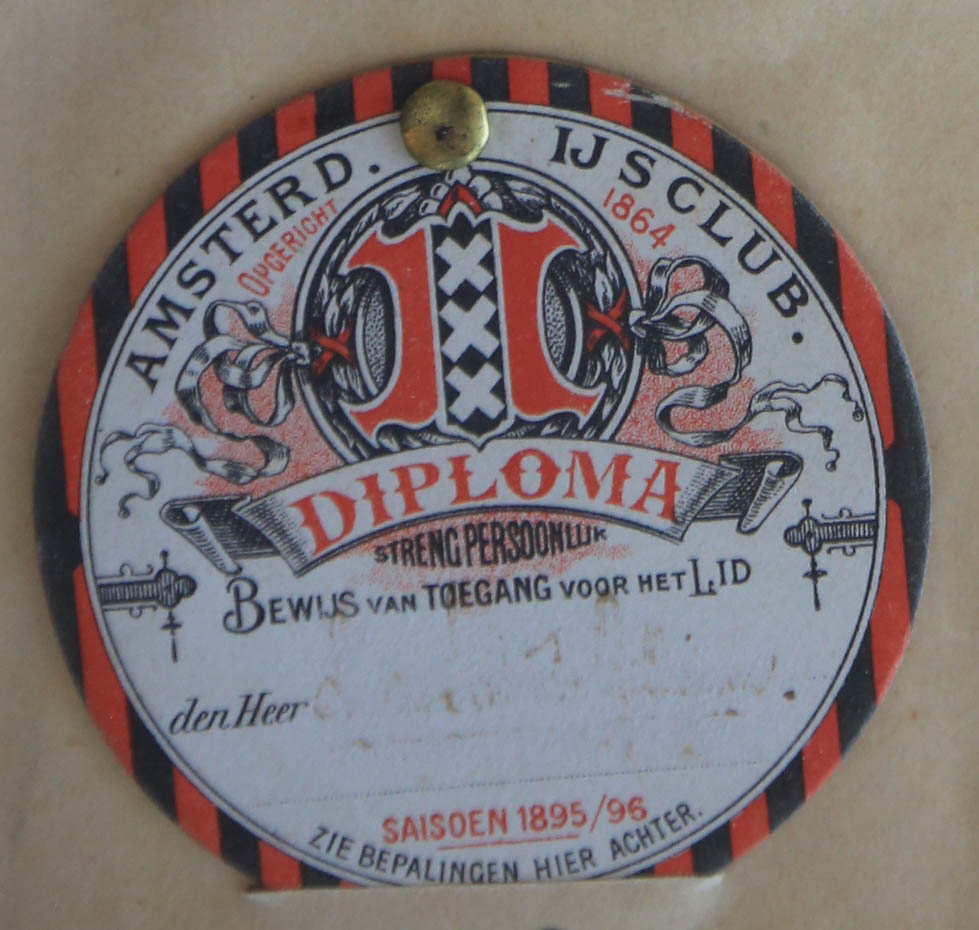 AMSTERD. IJSCLUB.
OPGERICHT 1864
DIPLOMA
STRENG PERSOONLIJK
BEWIJS VAN TOEGANG VOOR HET LID
den Heer
SAISOEN 1895/96
ZIE BEPALINGEN HIER ACHTER.